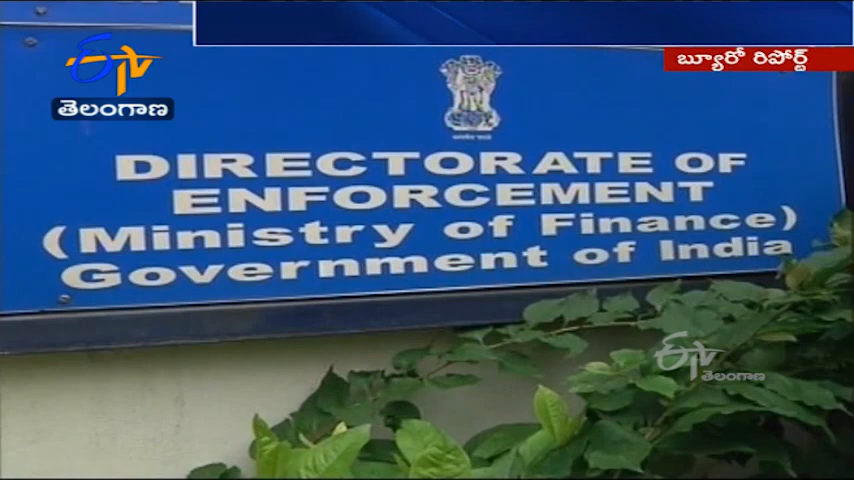 ETV
తెలంగాణ
బ్యూరో రిపోర్ట్
DIRECTORATE OF
ENFORCEMENT
(Ministry of Finance)
Government of India
ETV
తెలంగాణ